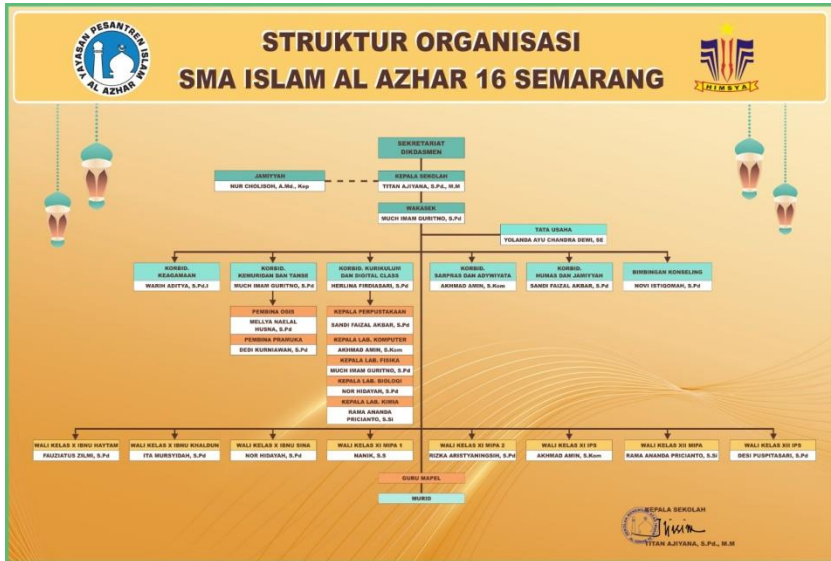 YAYASAN PESANTREN ISLAM
AL AZHAR
STRUKTUR ORGANISASI
SMA ISLAM AL AZHAR 16 SEMARANG
HIMSYA
SEKRETARIAT
DIKDASMEN
JAMIYYAH
NUR CHOLISOH, A.Md., Kep
KEPALA SEKOLAH
TITAN AJIYANA, S.Pd., M.M
WAKASEK
MUCH IMAM GURITNO, S.Pd
TATA USAHA
YOLANDA AYU CHANDRA DEWI, SE
KORBID.
KEAGAMAAN
WARIH ADITYA, S.Pd.I
KORBID.
KEMURIDAN DAN TANSE
MUCH IMAM GURITNO, S.Pd
KORBID. KURIKULUM
DAN DIGITAL CLASS
HERLINA FIRDIASARI, S.Pd
KORBID.
SARPRAS DAN ASYWIYATA
AKHMAD AMIN, S.Kom
KORBID.
HUMAS DAN JAMIYYAH
SANDI FAIZAL AKBAR, S.Pd
BIMBINGAN KONSELING
NOVI ISTIQOMAH, S.Pd
PEMBINA OSIS
MELLYA NAELAL
HUSNA, S.Pd
PEMBINA PRAMUKA
DEDI KURNIAWAN, S.Pd
KEPALA PERPUSTAKAAN
SANDI FAIZAL AKBAR, S.Pd
KEPALA LAB. KOMPUTER
AKHMAD AMIN, S.Kom
KEPALA LAB. FISIKA
MUCH IMAM GURITNO, S.Pd
KEPALA LAB. BIOLOGI
NOR HIDAYAH, S.Pd
KEPALA LAB. KIMIA
RAMA ANANDA
PRICIANTO, S.Si
WALI KELAS X IBNU HAYTAM
FAUZIATUS ZILMI, S.Pd
WALI KELAS X IBNU KHALDUN
ITA MURSYIDAH, S.Pd
WALI KELAS X IBNU SINA
NOR HIDAYAH, S.Pd
WALI KELAS XI MIPA 1
NANIK, S.S
WALI KELAS XI MIPA 2
RIZKA ARISTYANINGSIH, S.Pd
WALI KELAS XI IPS
AKHMAD AMIN, S.Kom
WALI KELAS XII MIPA
RAMA ANANDA PRICIANTO, S.Si
WALI KELAS XII IPS
DESI PUSPITASARI, S.Pd
GURU MAPEL
MURID
KEPALA SEKOLAH
TITAN AJIYANA, S.Pd., M.M